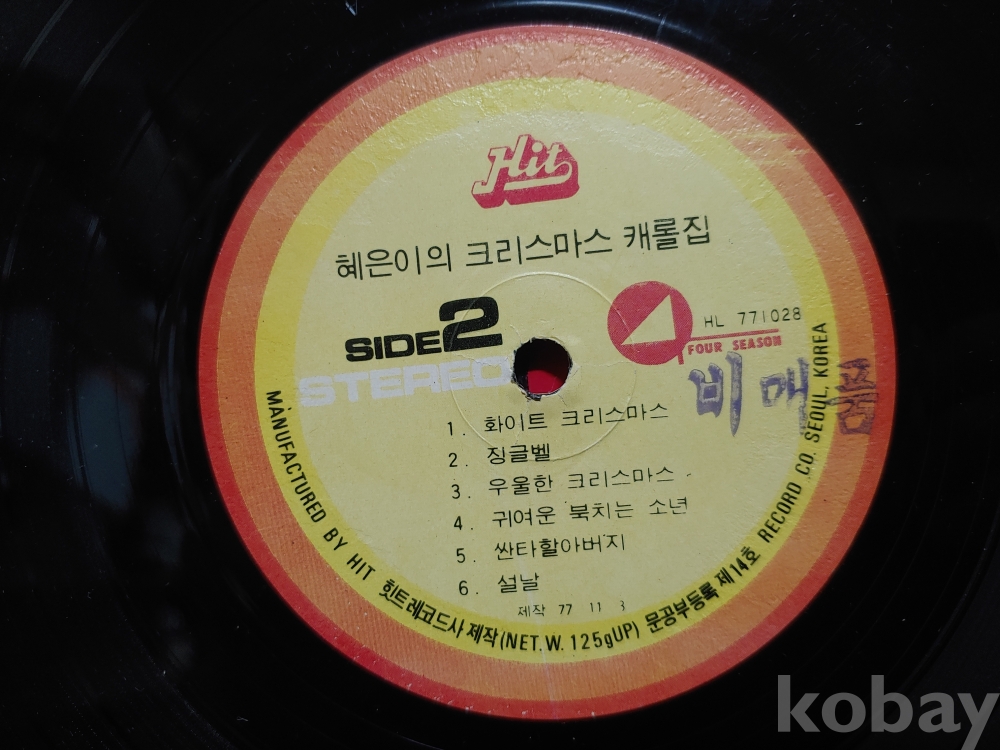 Hit
혜은이의 크리스마스 캐롤집
SIDE 2
STEREO
HL 771028
FOUR SEASON
비매품
1. 화이트 크리스마스
2. 징글벨
3. 우울한 크리스마스
4. 귀여운 북치는 소년
5. 싼타할아버지
6. 설날
제작 77 11 3
MANUFACTURED BY HIT 힛트레코드사 제작 (NET. W. 125gUP) 문공부등록 제14호 RECORD CO. SEOUL, KOREA
kobay